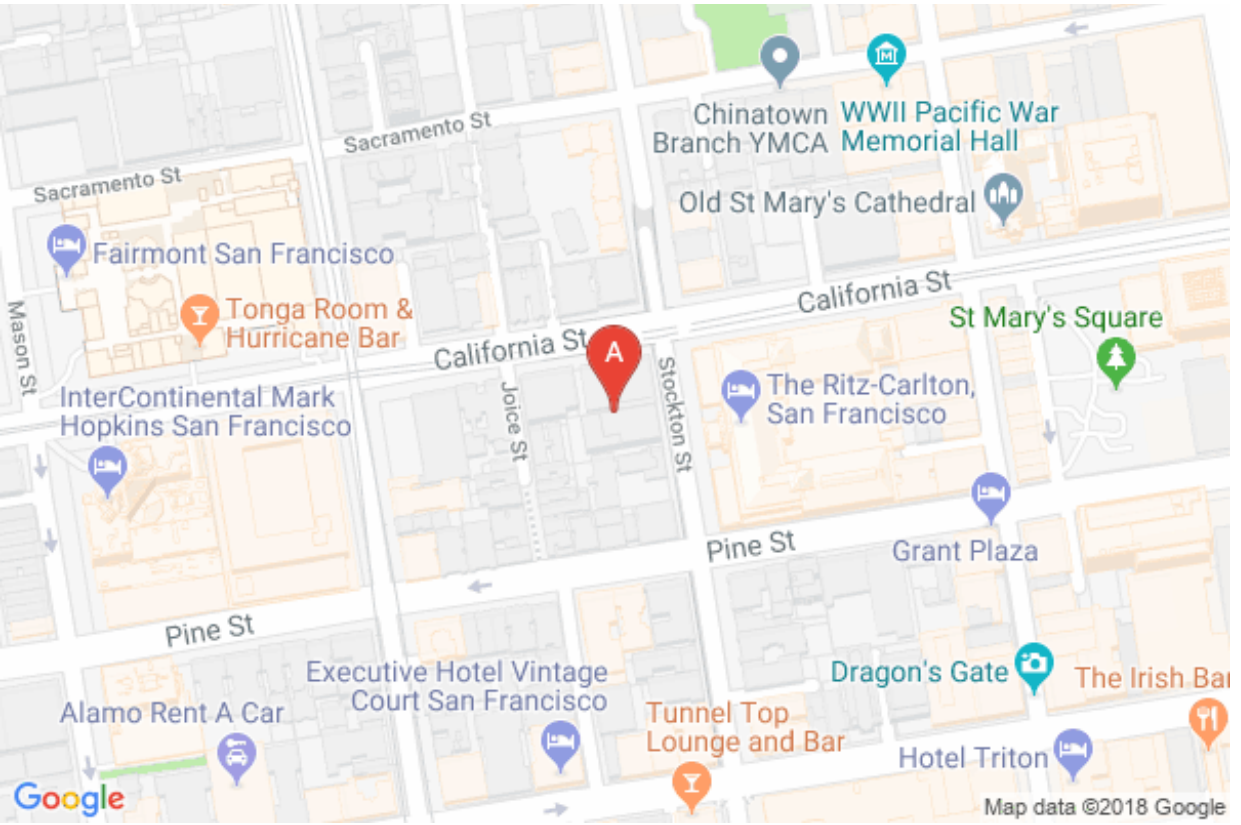 Chinatown
Branch YMCA
WWII Pacific War
Memorial Hall
Sacramento St
Sacramento St
Old St Mary's Cathedral
Fairmont San Francisco
Tonga Room &
Hurricane Bar
California St
St Mary's Square
California St
A
Mason St
InterContinental Mark
Hopkins San Francisco
Joice St
Stockton St
The Ritz-Carlton,
San Francisco
Pine St
Grant Plaza
Pine St
Executive Hotel Vintage
Court San Francisco
Dragon's Gate
The Irish Ba
Alamo Rent A Car
Tunnel Top
Lounge and Bar
Hotel Triton
Google
Map data ©2018 Google